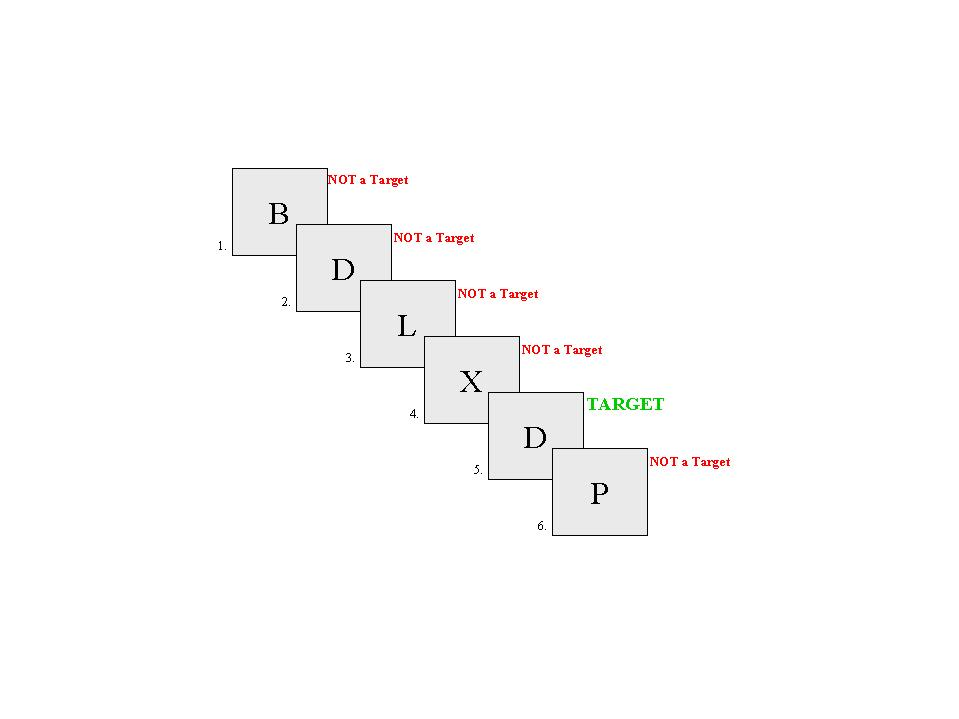 NOT a Target
B
1.
NOT a Target
D
2.
NOT a Target
L
3.
NOT a Target
X
4.
TARGET
D
5.
NOT a Target
P
6.